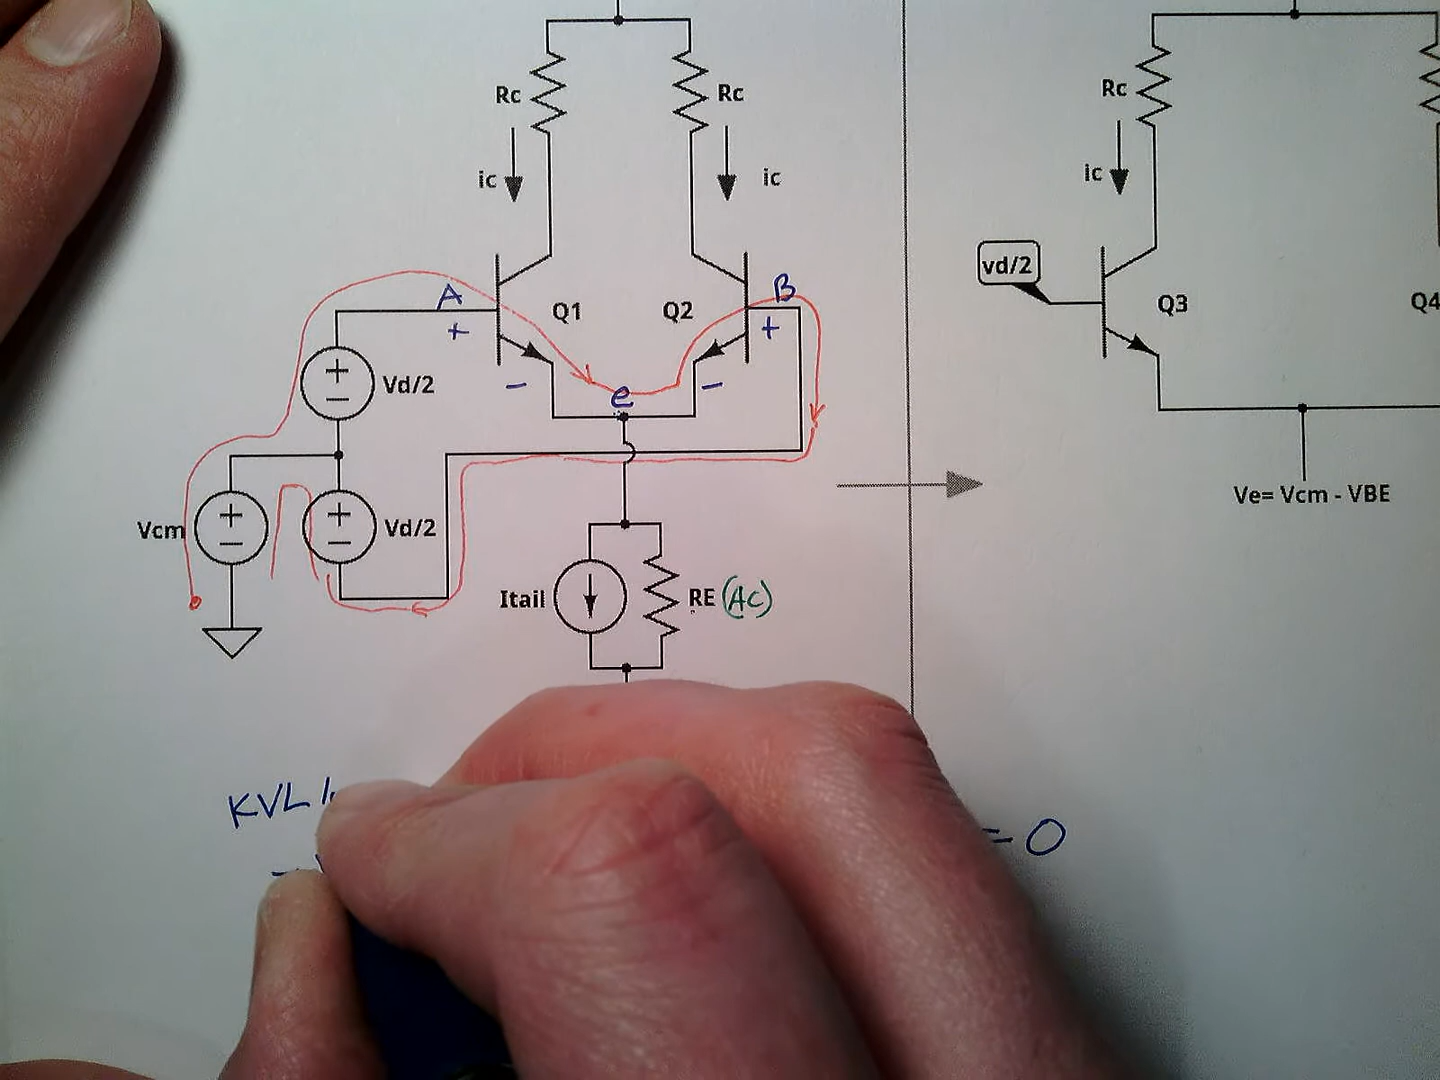 Rc
Rc
Rc
ic
ic
ic
A
B
vd/2
Q1
Q2
Q3
Q4
+
+
+
−
Vd/2
−
−
e
Ve= Vcm - VBE
Vcm
+
−
+
−
Vd/2
Itail
RE (AC)
KVL
= 0